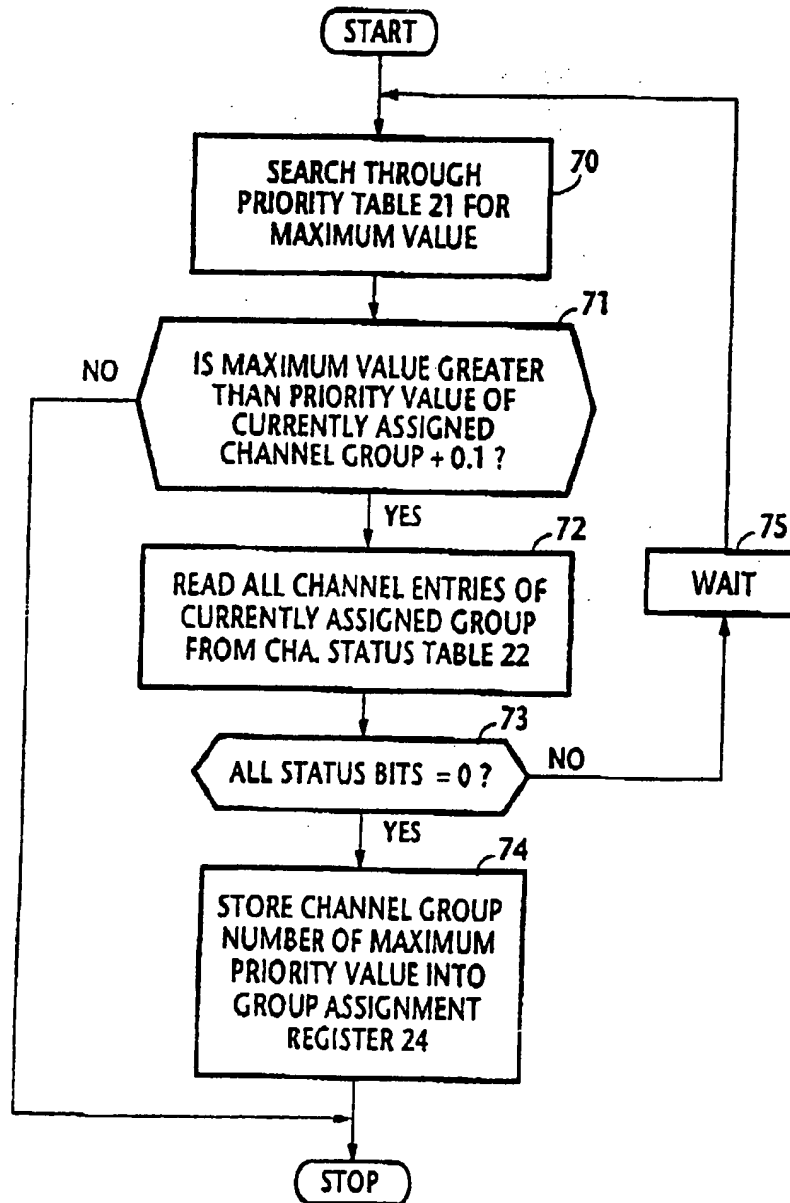 START
70
SEARCH THROUGH
PRIORITY TABLE 21 FOR
MAXIMUM VALUE
71
NO
IS MAXIMUM VALUE GREATER
THAN PRIORITY VALUE OF
CURRENTLY ASSIGNED
CHANNEL GROUP + 0.1 ?
YES
72
75
READ ALL CHANNEL ENTRIES OF
CURRENTLY ASSIGNED GROUP
FROM CHA. STATUS TABLE 22
WAIT
73
ALL STATUS BITS = 0 ?
NO
YES
74
STORE CHANNEL GROUP
NUMBER OF MAXIMUM
PRIORITY VALUE INTO
GROUP ASSIGNMENT
REGISTER 24
STOP